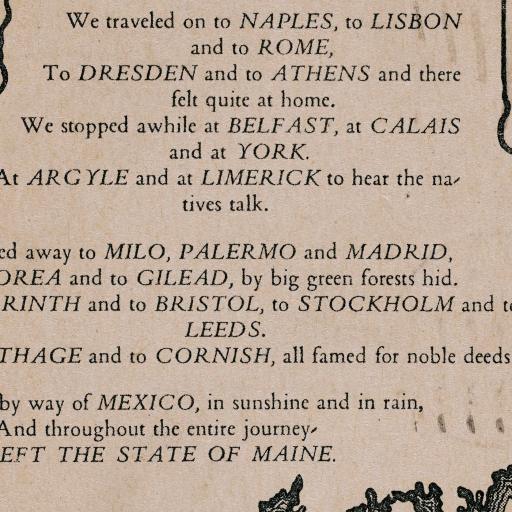 We traveled on to NAPLES, to LISBON
and to ROME,
To DRESDEN and to ATHENS and there
felt quite at home.
We stopped awhile at BELFAST, at CALAIS
and at YORK.
At ARGYLE and at LIMERICK to hear the na-
tives talk.
ed away to MILO, PALERMO and MADRID,
OREA and to GILEAD, by big green forests hid.
RINTH and to BRISTOL, to STOCKHOLM and to
LEEDS.
THAGE and to CORNISH, all famed for noble deeds
by way of MEXICO, in sunshine and in rain,
And throughout the entire journey-
EFT THE STATE OF MAINE.